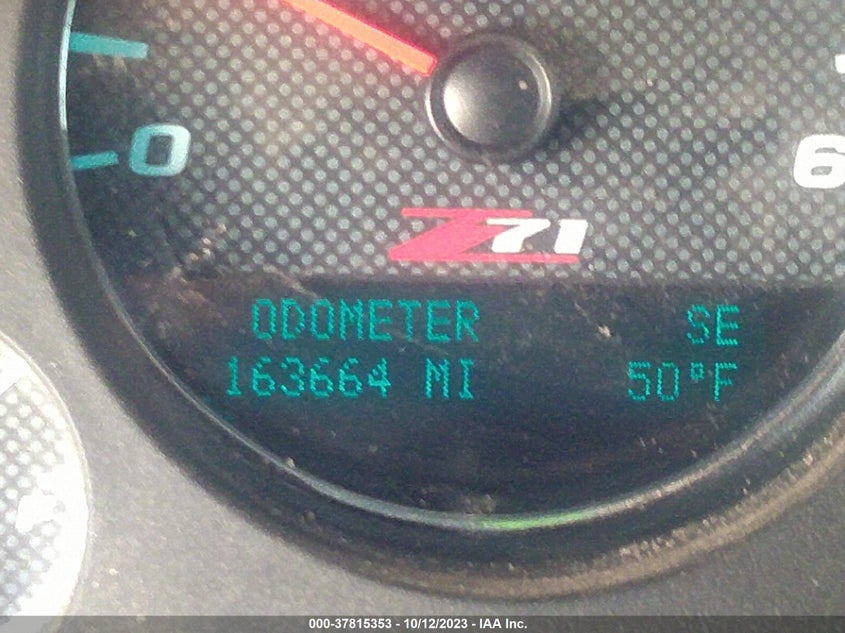 0
6
Z71
ODOMETER SE
163664 MI 50°F
000-37815353 - 10/12/2023 - IAA Inc.